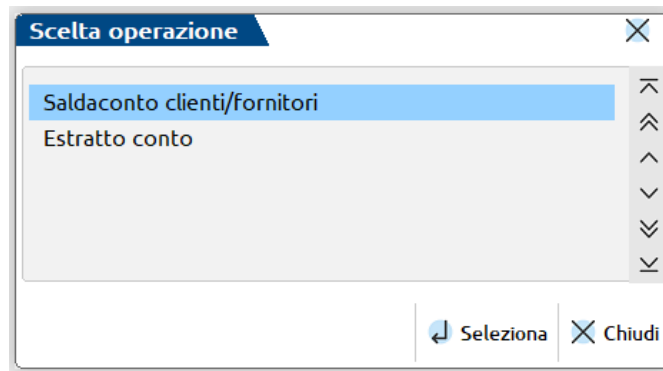 Scelta operazione
Saldaconto clienti/fornitori
Estratto conto
Seleziona
Chiudi